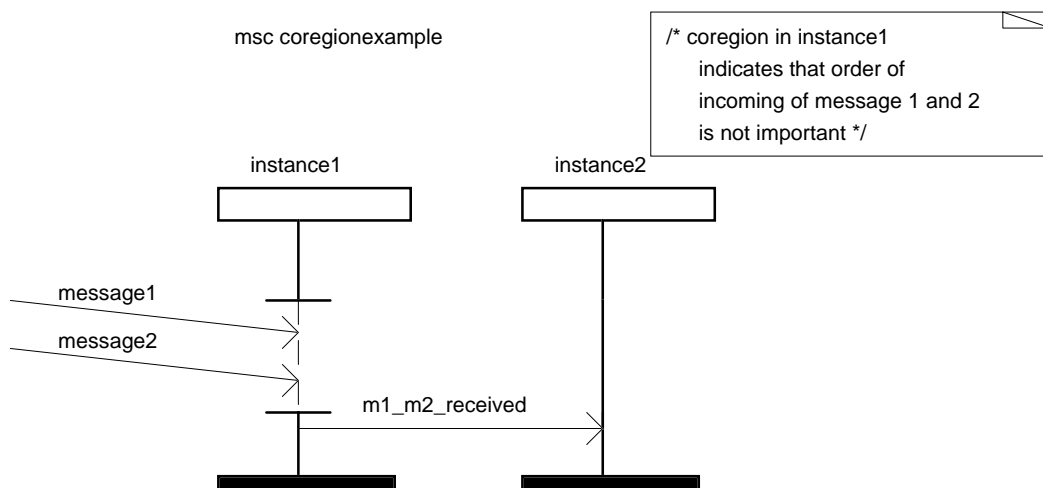 msc coregionexample
/* coregion in instance1
indicates that order of
incoming of message 1 and 2
is not important */
instance1
instance2
message1
message2
m1_m2_received